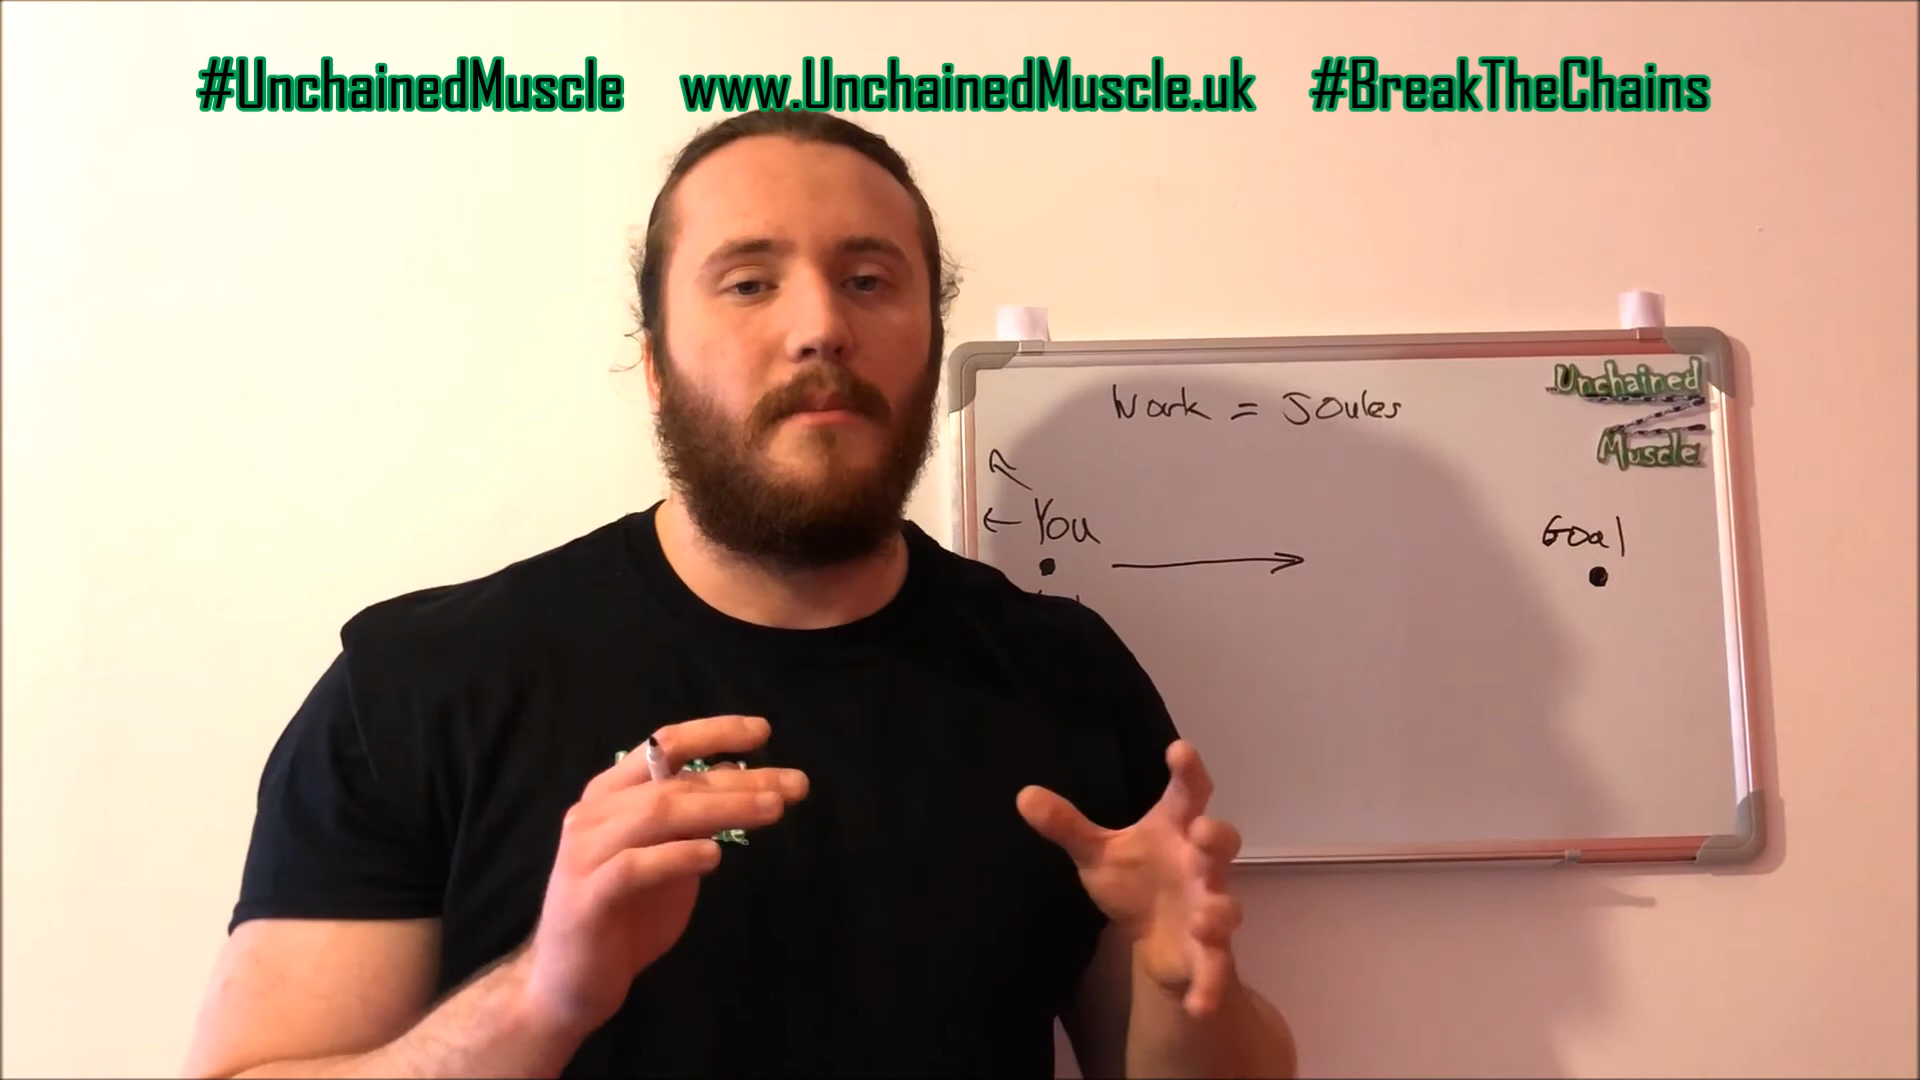 #UnchainedMuscle www.UnchainedMuscle.uk #BreakTheChains
Work = Joules
Unchained
Muscle
You
Goal